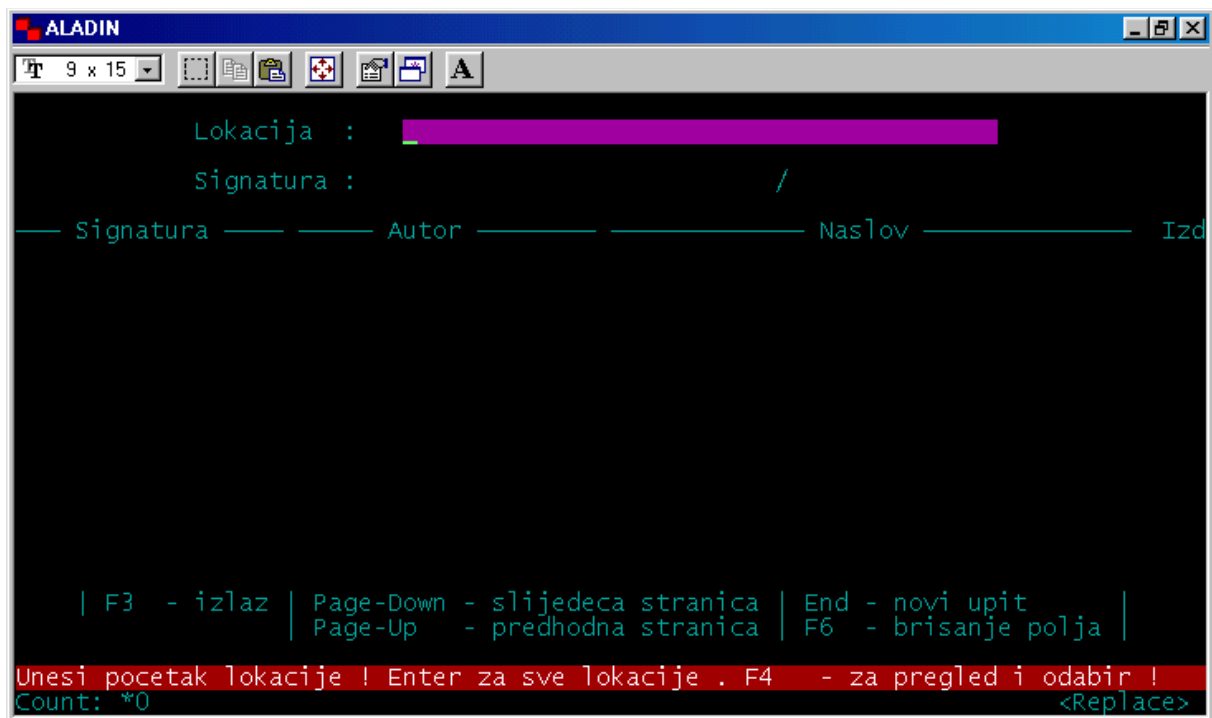 ALADIN
Tr 9 x 15 A
Lokacija :
Signatura : /
Signatura Autor Naslov Izd
| F3 - izlaz | Page-Down - slijedeca stranica | End - novi upit |
| Page-Up - predhodna stranica | F6 - brisanje polja |
Unesi pocetak lokacije ! Enter za sve lokacije . F4 - za pregled i odabir !
Count: *0 <Replace>